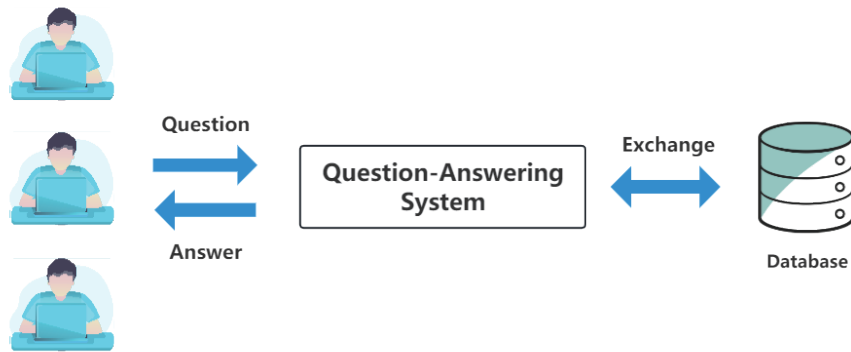 Question
Answer
Question-Answering
System
Exchange
Database